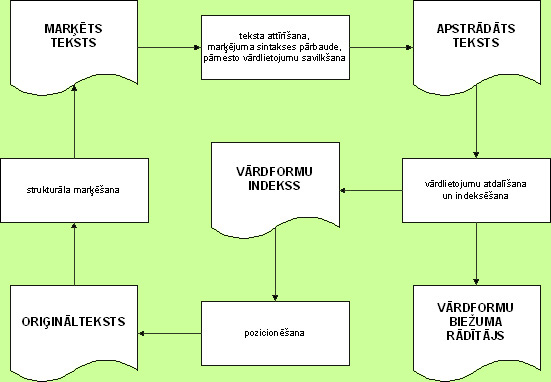 MARĶĒTS
TEKSTS
teksta attīrīšana,
marķējuma sintakses pārbaude,
pārnesto vārdlietojumu savilkšana
APSTRĀDĀTS
TEKSTS
strukturāla marķēšana
VĀRDFORMU
INDEKSS
vārdlietojumu atdalīšana
un indeksēšana
ORIĢINĀLTEKSTS
pozicionēšana
VĀRDFORMU
BIEŽUMA
RĀDĪTĀJS